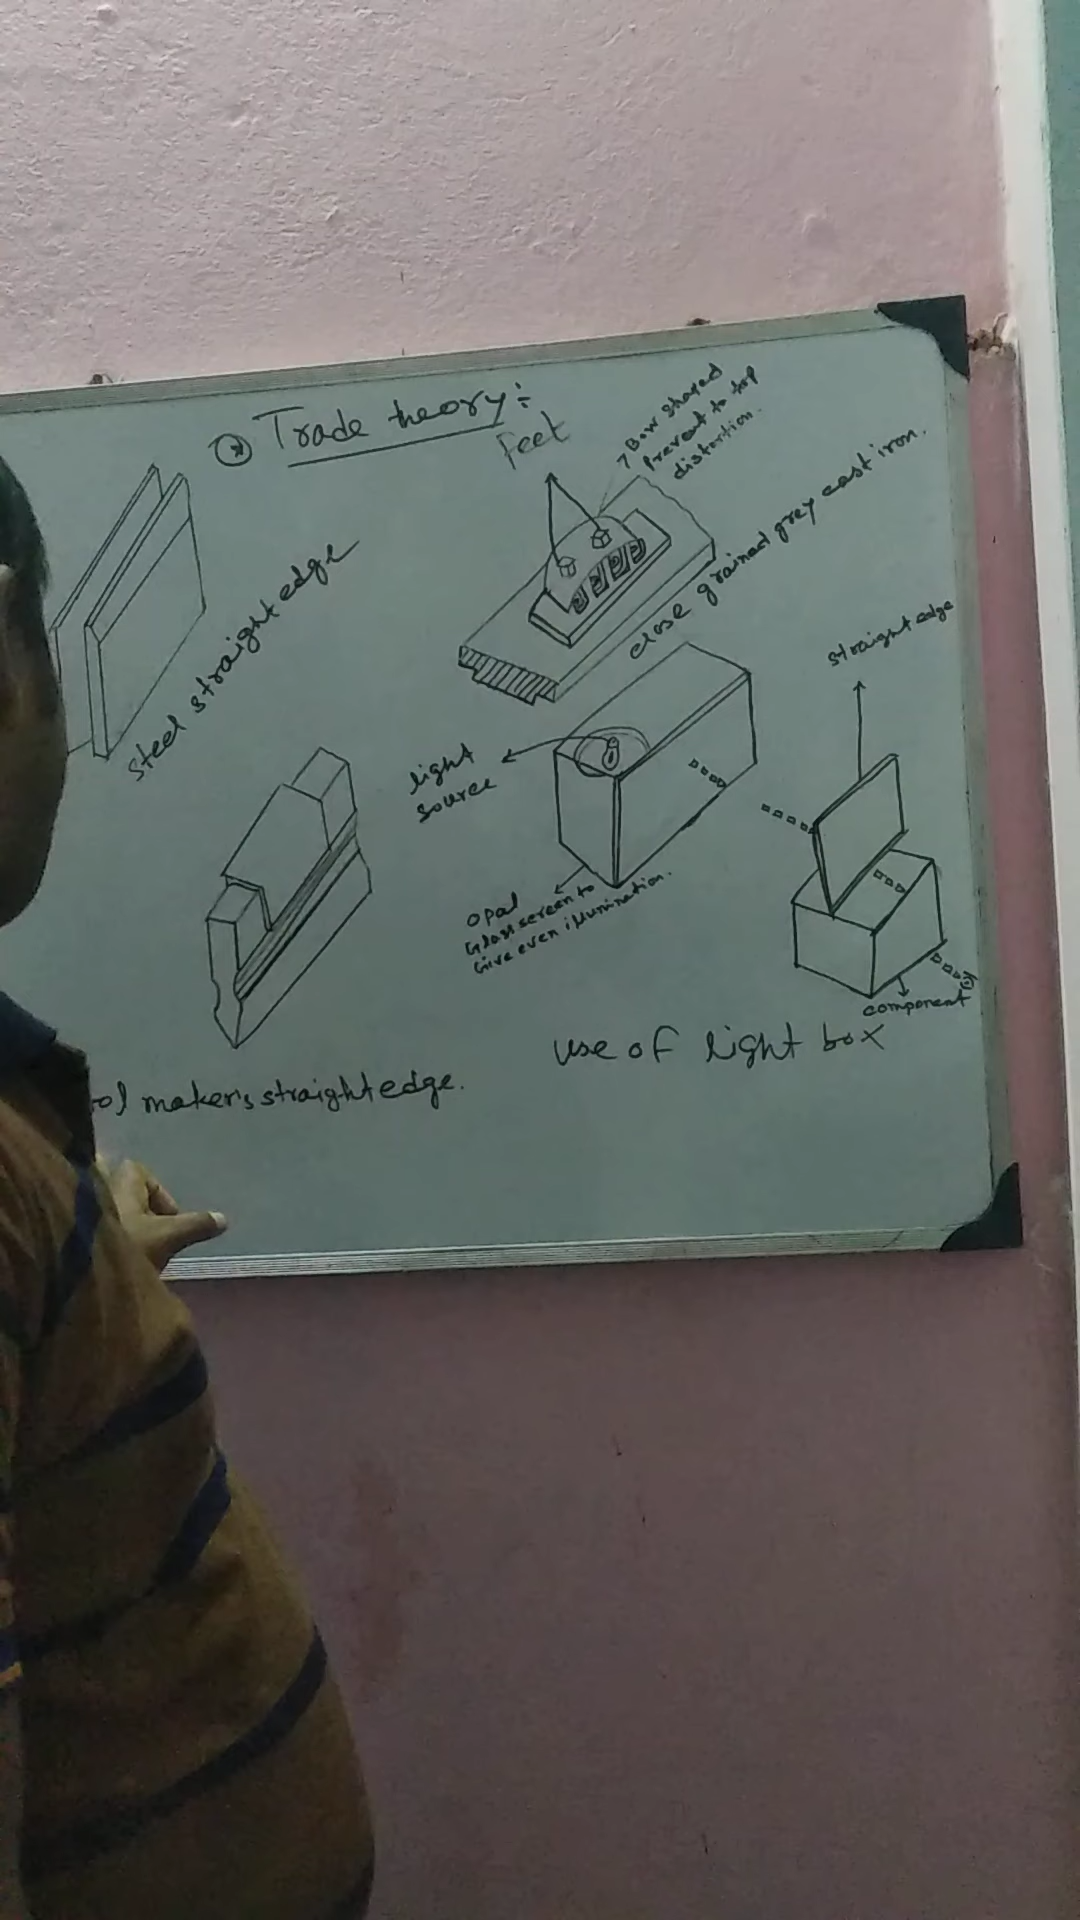 Trade theory:-
Feet
Bow shaped
Prevent to top
distortion.
close grained grey cast iron.
steel straight edge
straight edge
light
source
opal
Glass screen to
Give even illumination.
component
use of light box
ol maker's straight edge.